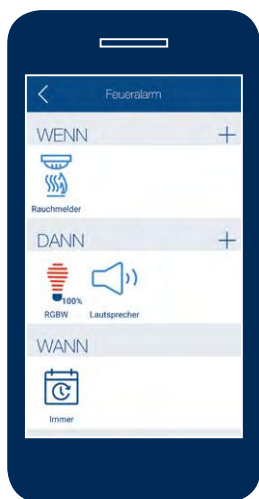 Feueralarm
WENN
Rauchmelder
DANN
100%
RGBW Lautsprecher
WANN
Immer